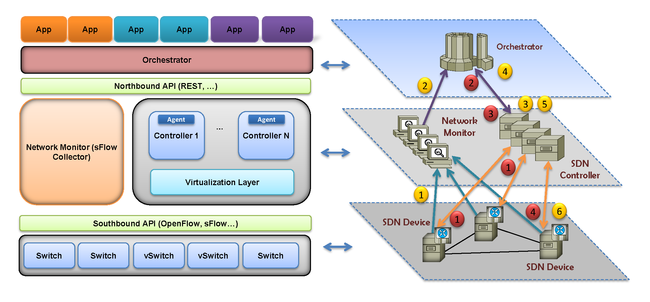 App App App App App App
Orchestrator
Northbound API (REST, ...)
Network Monitor (sFlow
Collector)
Agent
Controller 1
...
Agent
Controller N
Virtualization Layer
Southbound API (OpenFlow, sFlow...)
Switch Switch vSwitch vSwitch Switch
Orchestrator
2
2
4
Network
Monitor
3
3
5
SDN
Controller
1
1
1
4
6
SDN Device
SDN Device